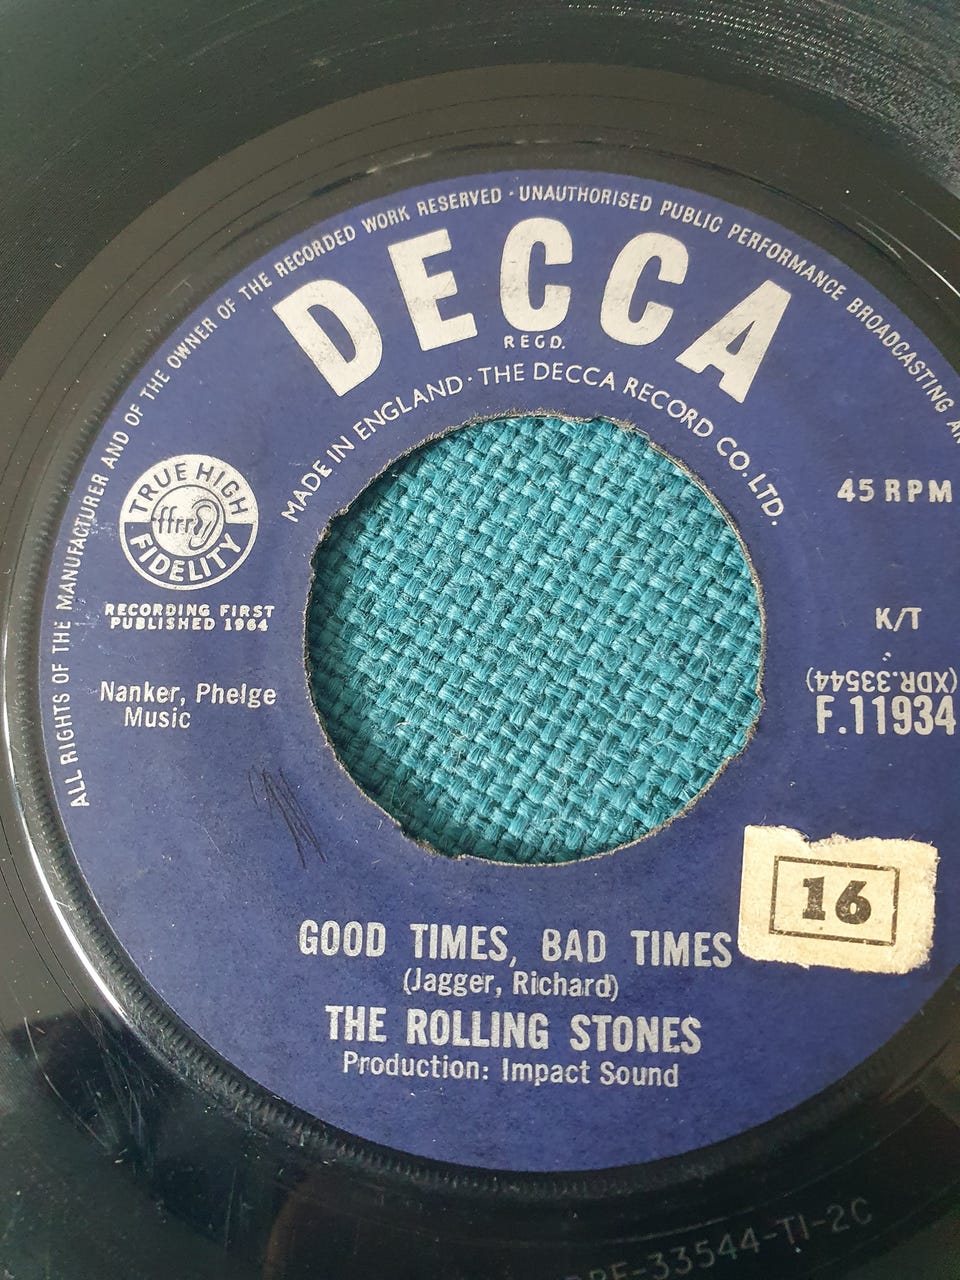 ALL RIGHTS OF THE MANUFACTURER AND OF THE OWNER OF THE RECORDED WORK RESERVED · UNAUTHORISED PUBLIC PERFORMANCE BROADCASTING
DECCA
REGD.
MADE IN ENGLAND · THE DECCA RECORD CO. LTD.
TRUE HIGH
ffrr
FIDELITY
RECORDING FIRST
PUBLISHED 1964
Nanker, Phelge
Music
45 RPM
K/T
(XDR.33544)
F.11934
16
GOOD TIMES, BAD TIMES
(Jagger, Richard)
THE ROLLING STONES
Production: Impact Sound
-33544-T1-2C